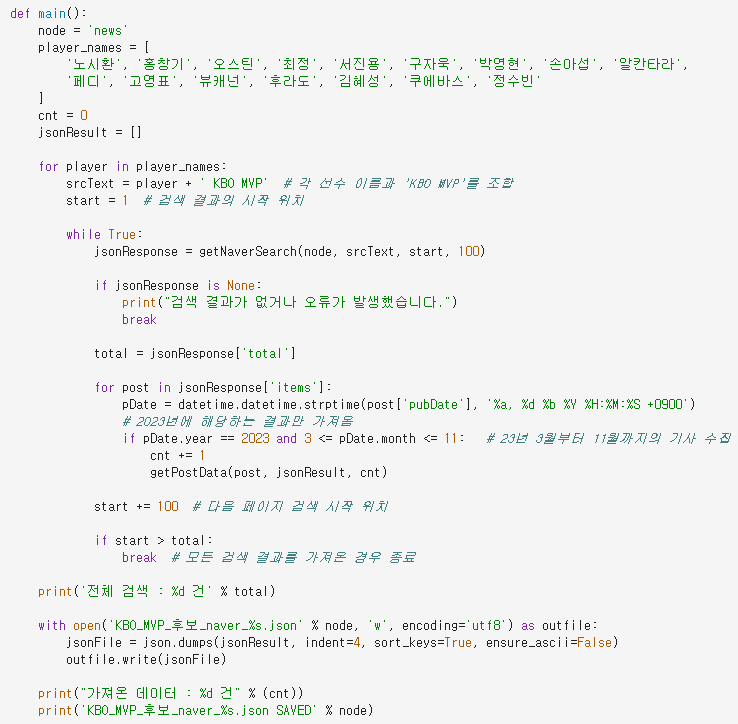 def main():
    node = 'news'
    player_names = [
        '노시환', '홍창기', '오스틴', '최정', '서진용', '구자욱', '박영현', '손아섭', '알칸타라',
        '페디', '고영표', '뷰캐넌', '후라도', '김혜성', '쿠에바스', '정수빈'
    ]
    cnt = 0
    jsonResult = []

    for player in player_names:
        srcText = player + ' KBO MVP'  # 각 선수 이름과 'KBO MVP'를 조합
        start = 1  # 검색 결과의 시작 위치

        while True:
            jsonResponse = getNaverSearch(node, srcText, start, 100)

            if jsonResponse is None:
                print("검색 결과가 없거나 오류가 발생했습니다.")
                break

            total = jsonResponse['total']

            for post in jsonResponse['items']:
                pDate = datetime.datetime.strptime(post['pubDate'], '%a, %d %b %Y %H:%M:%S +0900')
                # 2023년에 해당하는 결과만 가져옴
                if pDate.year == 2023 and 3 <= pDate.month <= 11:   # 23년 3월부터 11월까지의 기사 수집
                    cnt += 1
                    getPostData(post, jsonResult, cnt)

            start += 100  # 다음 페이지 검색 시작 위치

            if start > total:
                break  # 모든 검색 결과를 가져온 경우 종료

    print('전체 검색 : %d 건' % total)

    with open('KBO_MVP_후보_naver_%s.json' % node, 'w', encoding='utf8') as outfile:
        jsonFile = json.dumps(jsonResult, indent=4, sort_keys=True, ensure_ascii=False)
        outfile.write(jsonFile)

    print("가져온 데이터 : %d 건" % (cnt))
    print('KBO_MVP_후보_naver_%s.json SAVED' % node)